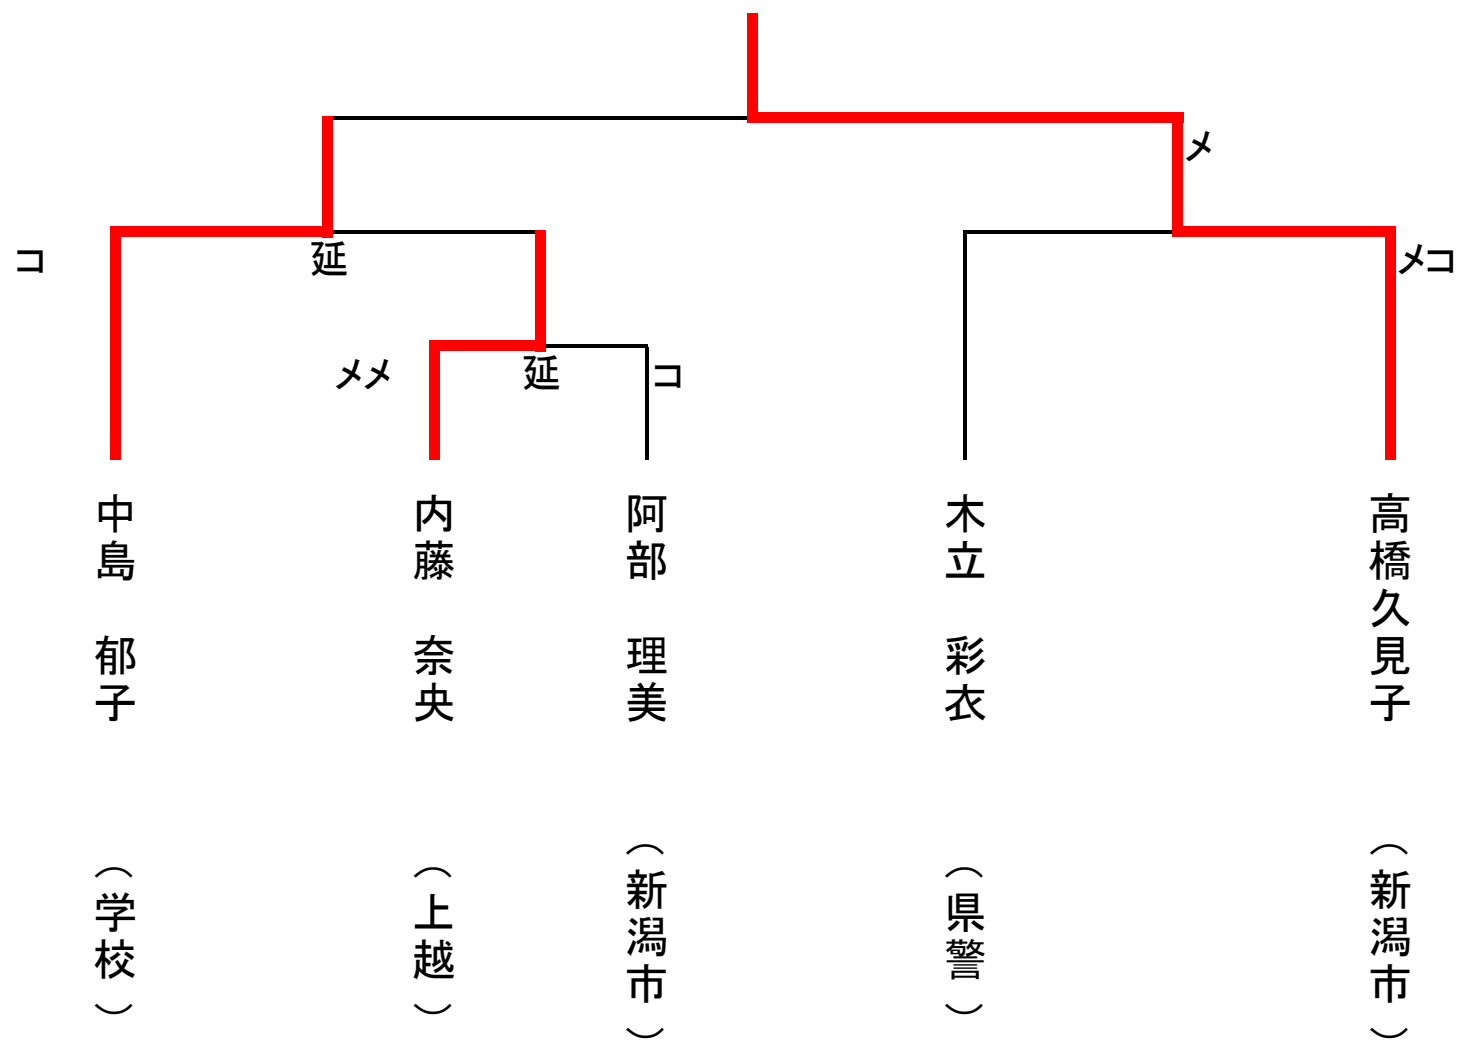 メ
コ
延
メコ
メメ
延
コ
中島 郁子 （学校）
内藤 奈央 （上越）
阿部 理美 （新潟市）
木立 彩衣 （県警）
高橋久見子 （新潟市）